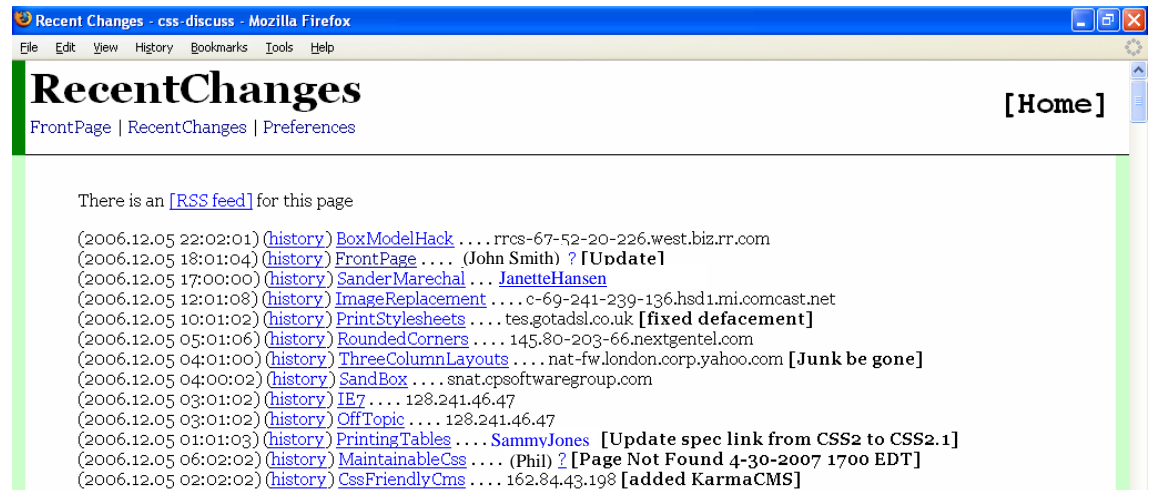 Recent Changes - css-discuss - Mozilla Firefox
File Edit View History Bookmarks Tools Help
RecentChanges
[Home]
FrontPage | RecentChanges | Preferences
There is an [RSS feed] for this page
(2006.12.05 22:02:01) (history) BoxModelHack . . . . rrcs-67-52-20-226.west.biz.rr.com
(2006.12.05 18:01:04) (history) FrontPage . . . . (John Smith) ? [Update]
(2006.12.05 17:00:00) (history) SanderMarechal . . . JanetteHansen
(2006.12.05 12:01:08) (history) ImageReplacement . . . . c-69-241-239-136.hsd1.mi.comcast.net
(2006.12.05 10:01:02) (history) PrintStylesheets . . . . tes.gotadsl.co.uk [fixed defacement]
(2006.12.05 05:01:06) (history) RoundedCorners . . . . 145.80-203-66.nextgentel.com
(2006.12.05 04:01:00) (history) ThreeColumnLayouts . . . . nat-fw.london.corp.yahoo.com [Junk be gone]
(2006.12.05 04:00:02) (history) SandBox . . . . snat.cpsoftwaregroup.com
(2006.12.05 03:01:02) (history) IE7 . . . . 128.241.46.47
(2006.12.05 03:01:02) (history) OffTopic . . . . 128.241.46.47
(2006.12.05 01:01:03) (history) PrintingTables . . . . SammyJones [Update spec link from CSS2 to CSS2.1]
(2006.12.05 06:02:02) (history) MaintainableCss . . . . (Phil) ? [Page Not Found 4-30-2007 1700 EDT]
(2006.12.05 02:02:02) (history) CssFriendlyCms . . . . 162.84.43.198 [added KarmaCMS]